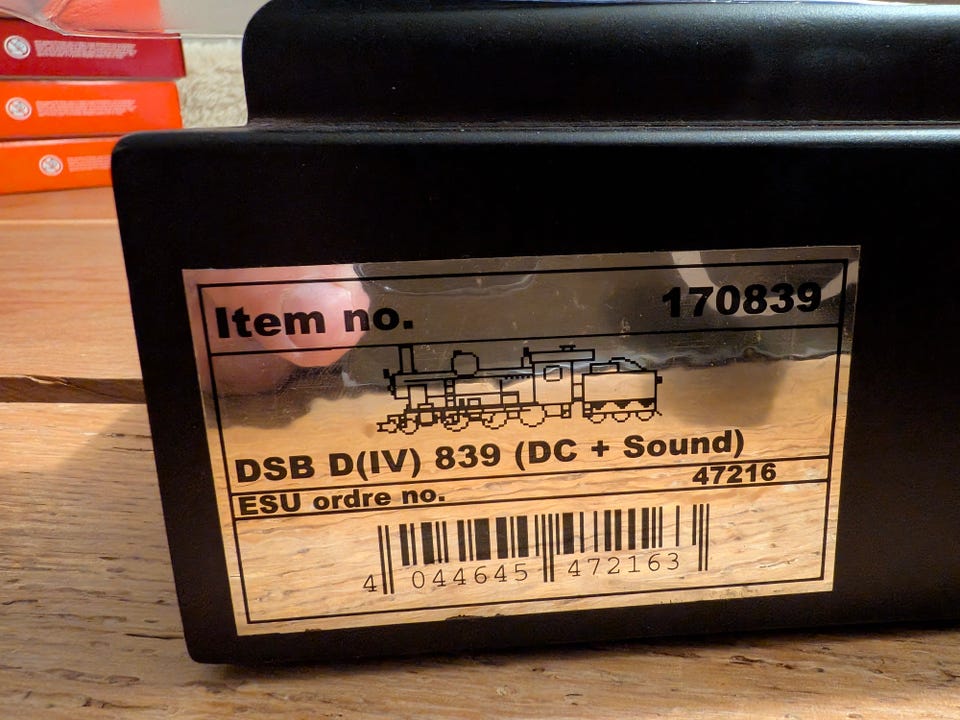 Item no. 170839
DSB D(IV) 839 (DC + Sound)
ESU ordre no. 47216
4 044645 472163